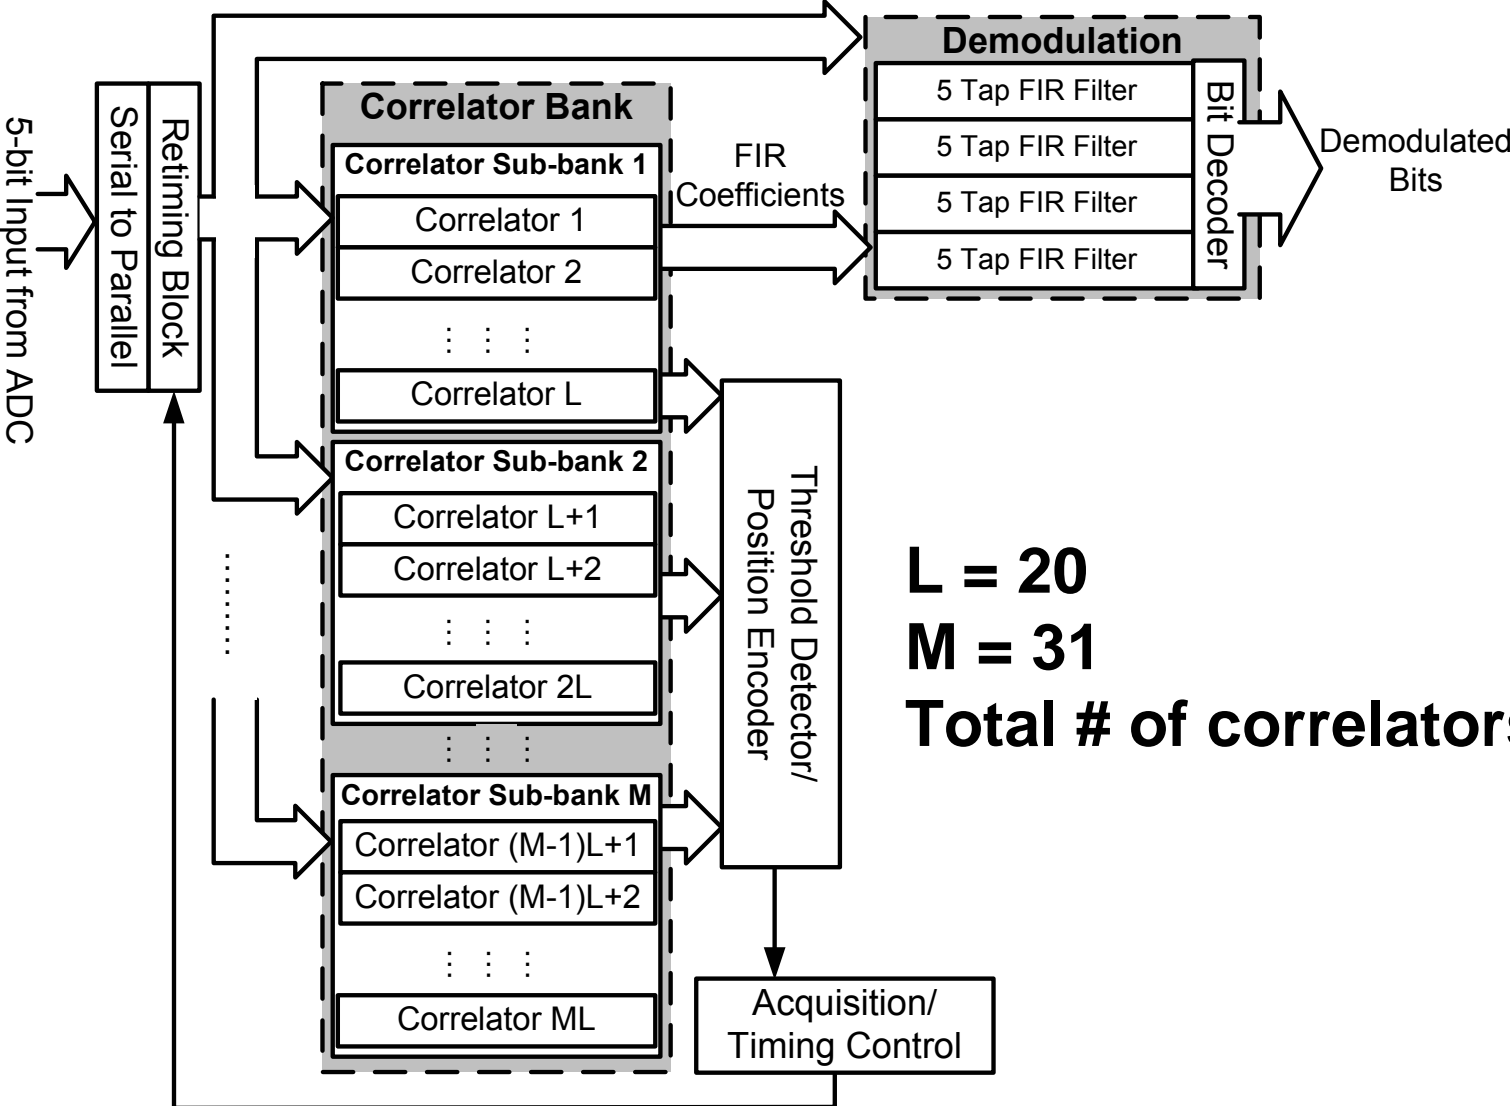 5-bit Input from ADC
Serial to Parallel
Retiming Block
Correlator Bank
Correlator Sub-bank 1
Correlator 1
Correlator 2
Correlator L
Correlator Sub-bank 2
Correlator L+1
Correlator L+2
Correlator 2L
Correlator Sub-bank M
Correlator (M-1)L+1
Correlator (M-1)L+2
Correlator ML
FIR
Coefficients
Demodulation
5 Tap FIR Filter
5 Tap FIR Filter
5 Tap FIR Filter
5 Tap FIR Filter
Bit Decoder
Demodulated
Bits
Threshold Detector/
Position Encoder
Acquisition/
Timing Control
L = 20
M = 31
Total # of correlators